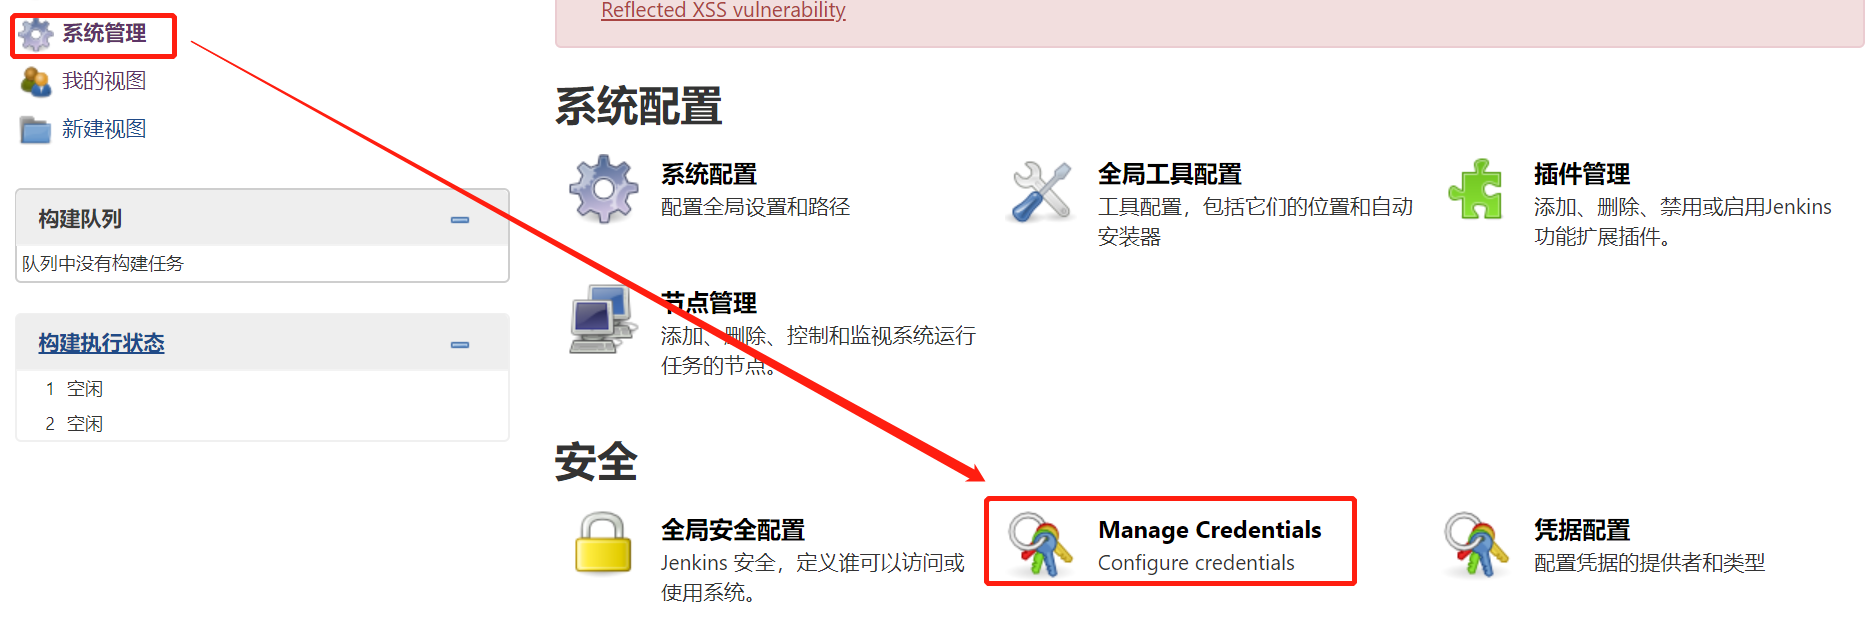 系统管理
我的视图
新建视图
构建队列
队列中没有构建任务
构建执行状态
1 空闲
2 空闲
Reflected XSS vulnerability
系统配置
系统配置
配置全局设置和路径
全局工具配置
工具配置，包括它们的位置和自动
安装器
插件管理
添加、删除、禁用或启用Jenkins
功能扩展插件。
节点管理
添加、删除、控制和监视系统运行
任务的节点。
安全
全局安全配置
Jenkins 安全，定义谁可以访问或
使用系统。
Manage Credentials
Configure credentials
凭据配置
配置凭据的提供者和类型